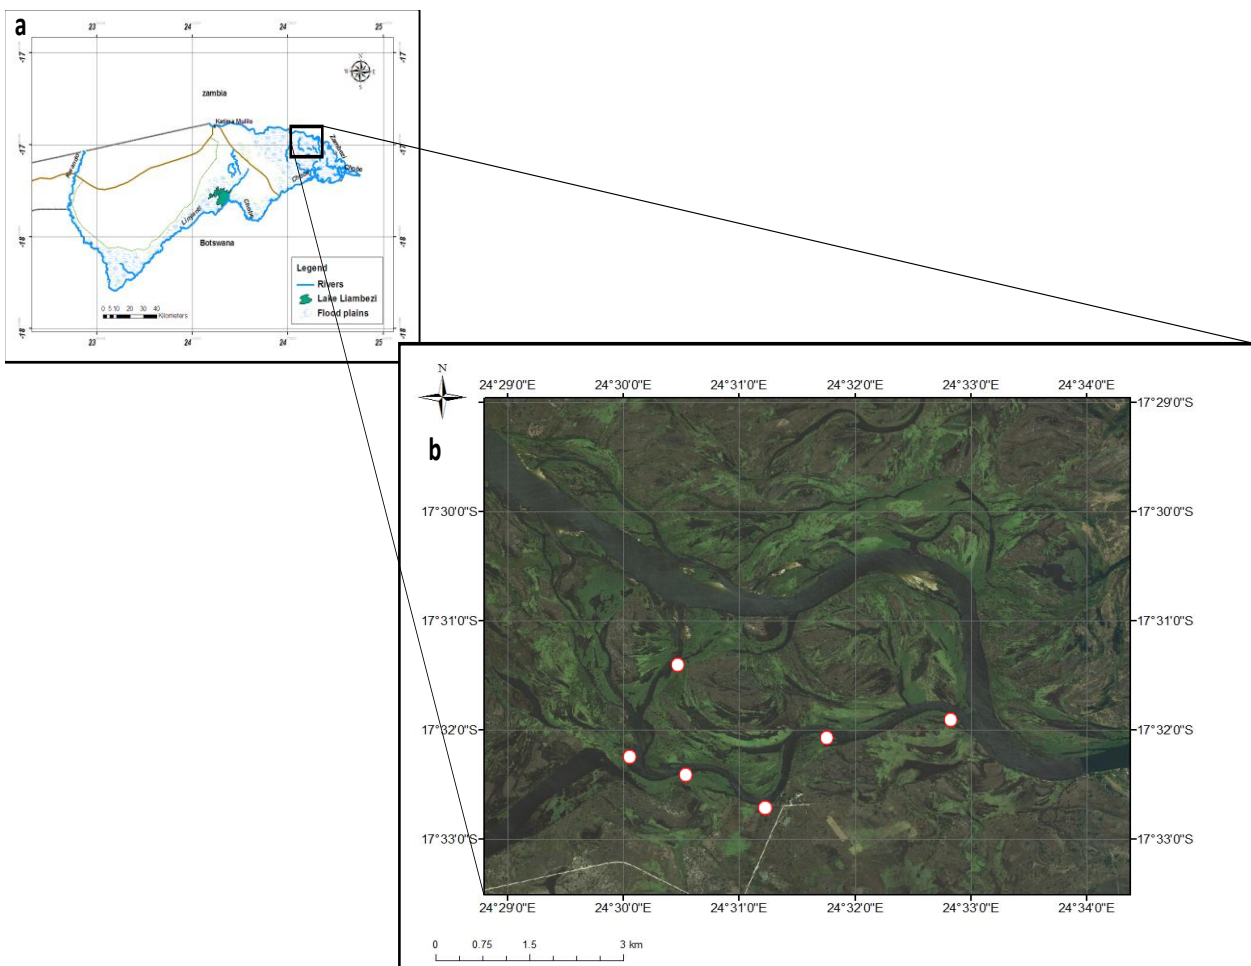 a
23 24 24 25
-17 -17
N
W E
S
zambia
Katima Mulilo
-17 -17
Zambezi
Chobe
Chobe
Linyanti
Chobe
-18 -18
Botswana
Legend
Rivers
Lake Liambezi
Flood plains
0 5 10 20 30 40
Kilometers
-18 -18
23 24 24 25
N
24°29'0"E 24°30'0"E 24°31'0"E 24°32'0"E 24°33'0"E 24°34'0"E
17°29'0"S
b
17°30'0"S 17°30'0"S
17°31'0"S 17°31'0"S
17°32'0"S 17°32'0"S
17°33'0"S 17°33'0"S
24°29'0"E 24°30'0"E 24°31'0"E 24°32'0"E 24°33'0"E 24°34'0"E
0 0.75 1.5 3 km